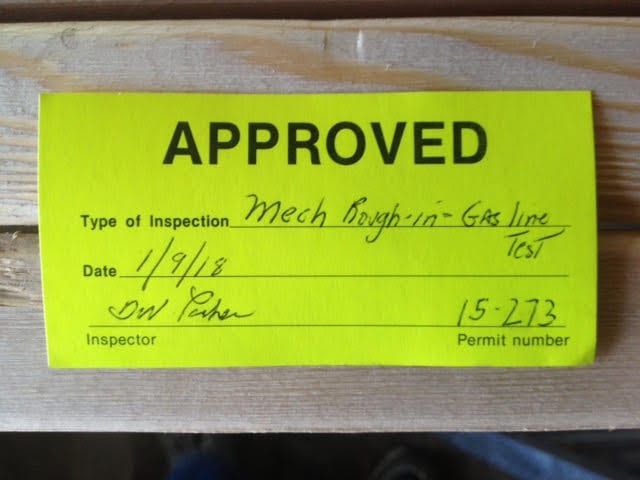 APPROVED
Type of Inspection Mech Rough-in - Gas line
Test
Date 1/9/18
DW 15-273
Inspector Permit number